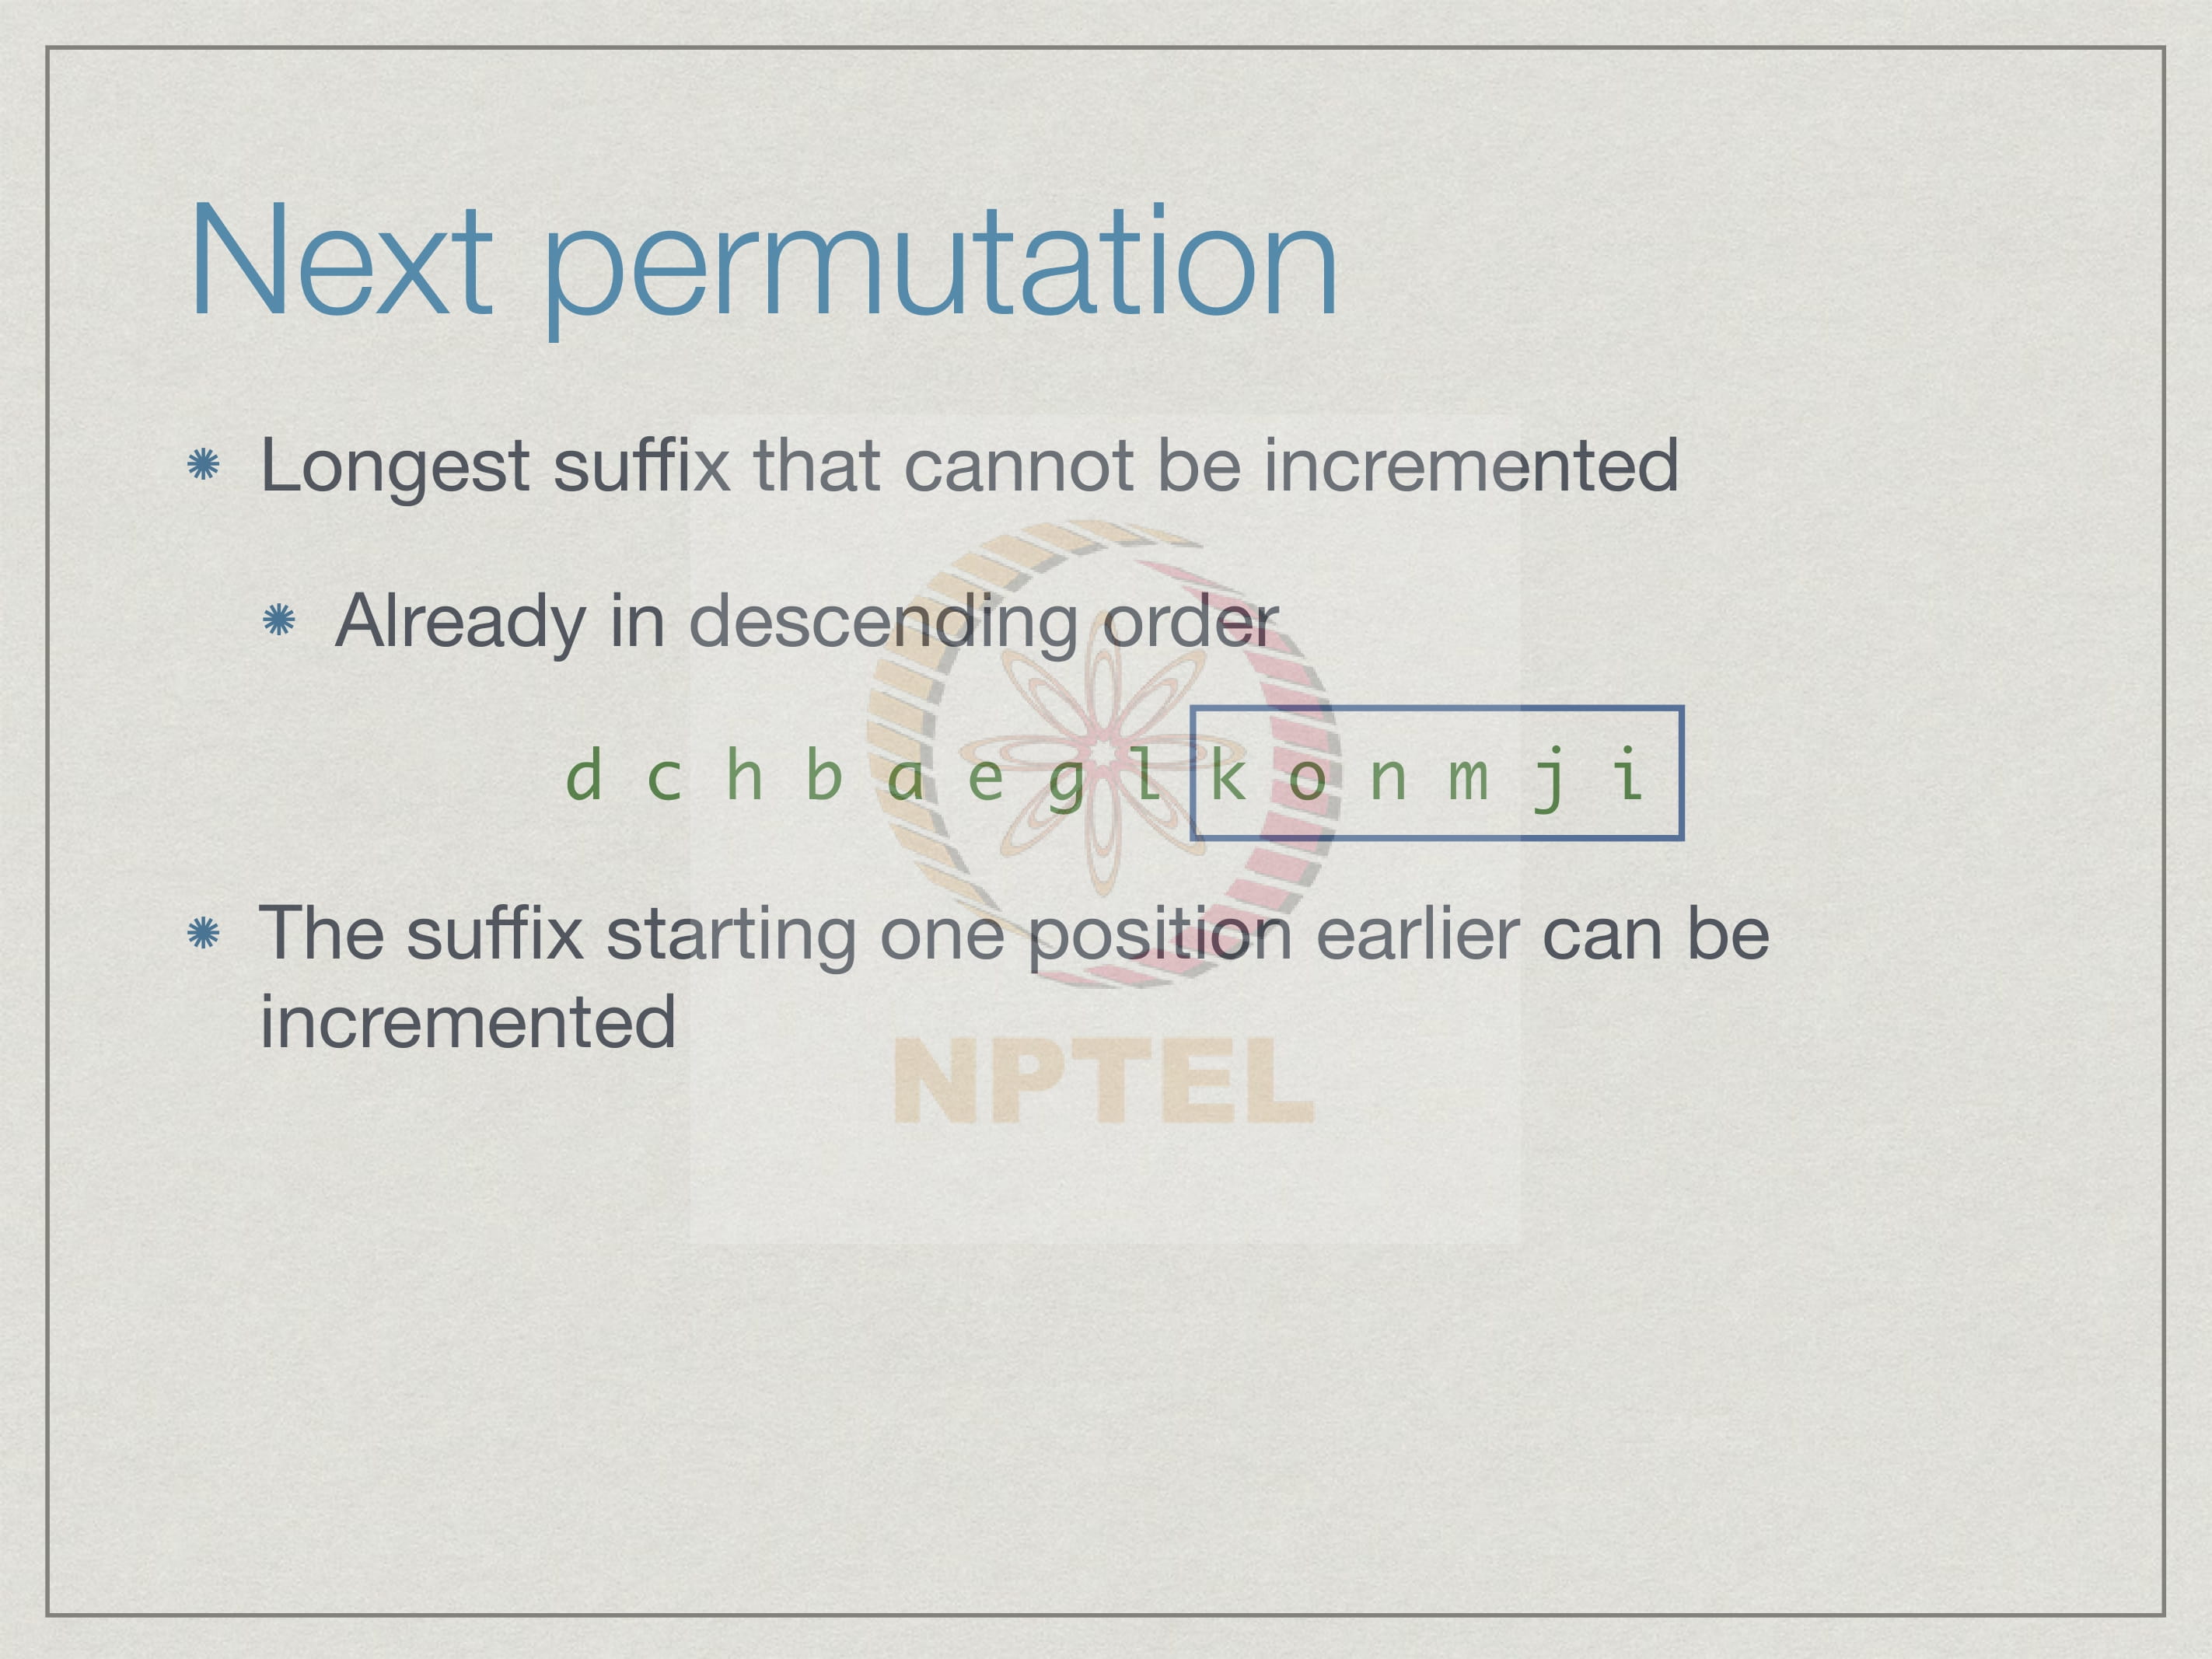 Next permutation
Longest suffix that cannot be incremented
Already in descending order
d c h b a e g l k o n m j i
The suffix starting one position earlier can be
incremented
NPTEL